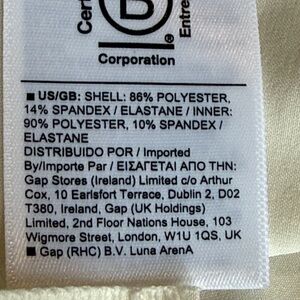 Cert
B
Entre
®
Corporation
■ US/GB: SHELL: 86% POLYESTER,
14% SPANDEX / ELASTANE / INNER:
90% POLYESTER, 10% SPANDEX /
ELASTANE
DISTRIBUIDO POR / Imported
By/Importe Par / ΕΙΣΑΓΕΤΑΙ ΑΠΟ ΤΗΝ:
Gap Stores (Ireland) Limited c/o Arthur
Cox, 10 Earlsfort Terrace, Dublin 2, D02
T380, Ireland, Gap (UK Holdings)
Limited, 2nd Floor Nations House, 103
Wigmore Street, London, W1U 1QS, UK
■ Gap (RHC) B.V. Luna ArenA